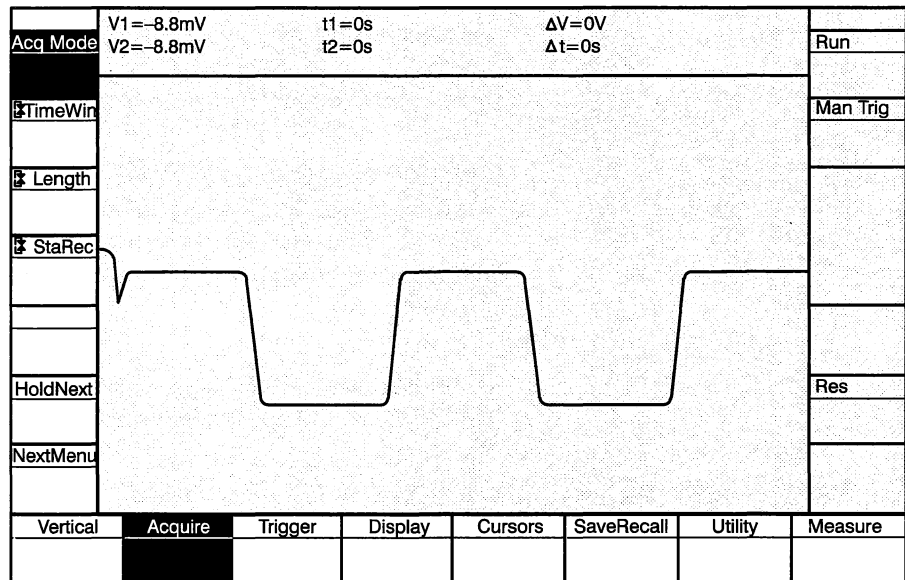 V1=–8.8mV t1=0s ΔV=0V
V2=–8.8mV t2=0s Δt=0s
Acq Mode
TimeWin
Length
StaRec
HoldNext
NextMenu
Run
Man Trig
Res
Vertical Acquire Trigger Display Cursors SaveRecall Utility Measure